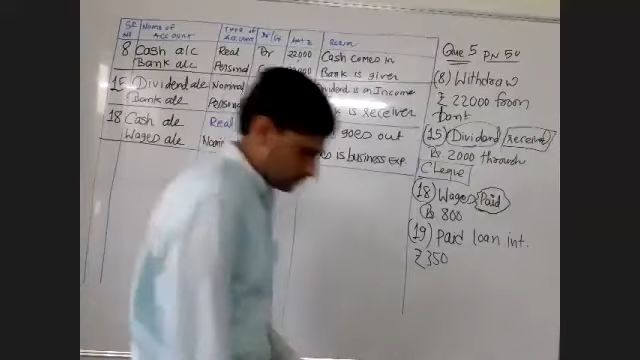 Sr Name of Type of Dr/Cr Amt ₹ Reason
No Account Account
8 Cash a/c Real Dr 22,000 Cash comes in
Bank a/c Personal Bank is giver
15 Dividend a/c Nominal Dividend is an Income
Bank a/c Bank is receiver
18 Cash a/c Real goes out
Wages a/c is business Exp.
Que 5 PN 50
(8) Withdraw
₹ 22000 from
bank
(15) Dividend received
Rs. 2000 through
Cheque
(18) Wages Paid
Rs. 800
(19) Paid loan int.
₹ 350